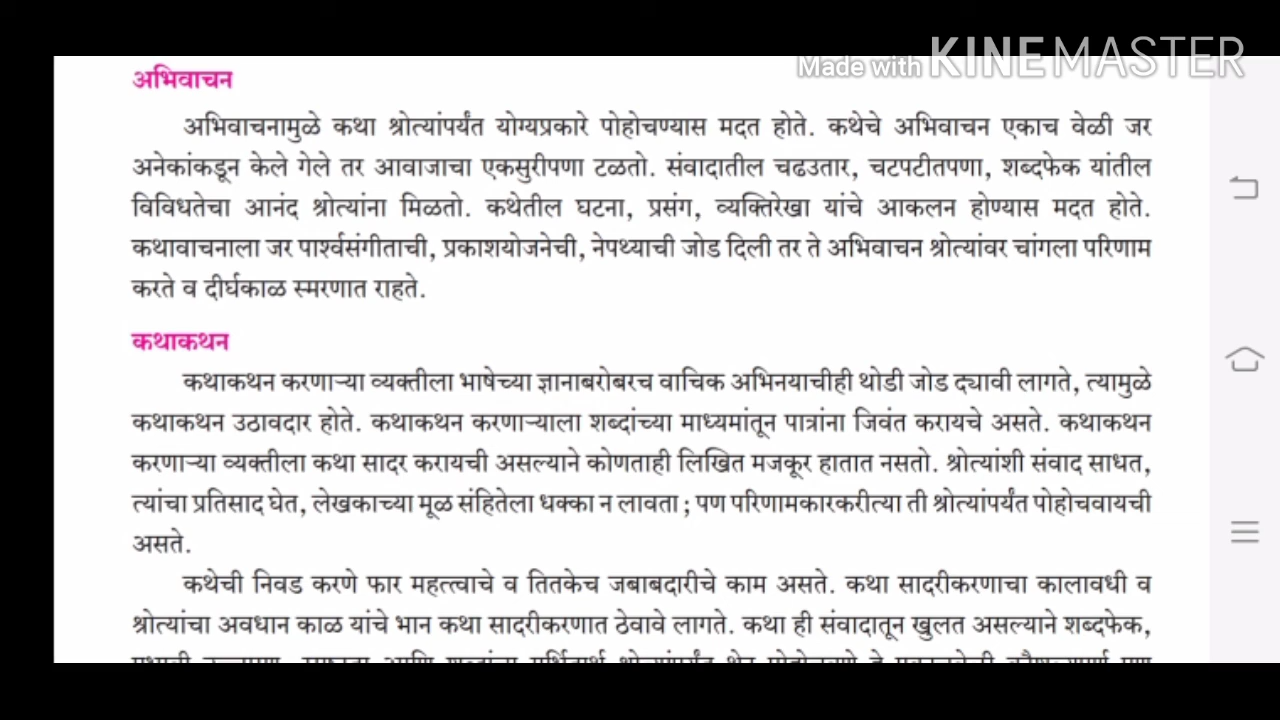 Made with KINEMASTER
अभिवाचन
अभिवाचनामुळे कथा श्रोत्यांपर्यंत योग्यप्रकारे पोहोचण्यास मदत होते. कथेचे अभिवाचन एकाच वेळी जर
अनेकांकडून केले गेले तर आवाजाचा एकसुरीपणा टळतो. संवादातील चढउतार, चटपटीतपणा, शब्दफेक यांतील
विविधतेचा आनंद श्रोत्यांना मिळतो. कथेतील घटना, प्रसंग, व्यक्तिरेखा यांचे आकलन होण्यास मदत होते.
कथावाचनाला जर पार्श्वसंगीताची, प्रकाशयोजनेची, नेपथ्याची जोड दिली तर ते अभिवाचन श्रोत्यांवर चांगला परिणाम
करते व दीर्घकाळ स्मरणात राहते.
कथाकथन
कथाकथन करणाऱ्या व्यक्तीला भाषेच्या ज्ञानाबरोबरच वाचिक अभिनयाचीही थोडी जोड द्यावी लागते, त्यामुळे
कथाकथन उठावदार होते. कथाकथन करणाऱ्याला शब्दांच्या माध्यमांतून पात्रांना जिवंत करायचे असते. कथाकथन
करणाऱ्या व्यक्तीला कथा सादर करायची असल्याने कोणताही लिखित मजकूर हातात नसतो. श्रोत्यांशी संवाद साधत,
त्यांचा प्रतिसाद घेत, लेखकाच्या मूळ संहितेला धक्का न लावता ; पण परिणामकारकरीत्या ती श्रोत्यांपर्यंत पोहोचवायची
असते.
कथेची निवड करणे फार महत्त्वाचे व तितकेच जबाबदारीचे काम असते. कथा सादरीकरणाचा कालावधी व
श्रोत्यांचा अवधान काळ यांचे भान कथा सादरीकरणात ठेवावे लागते. कथा ही संवादातून खुलत असल्याने शब्दफेक,